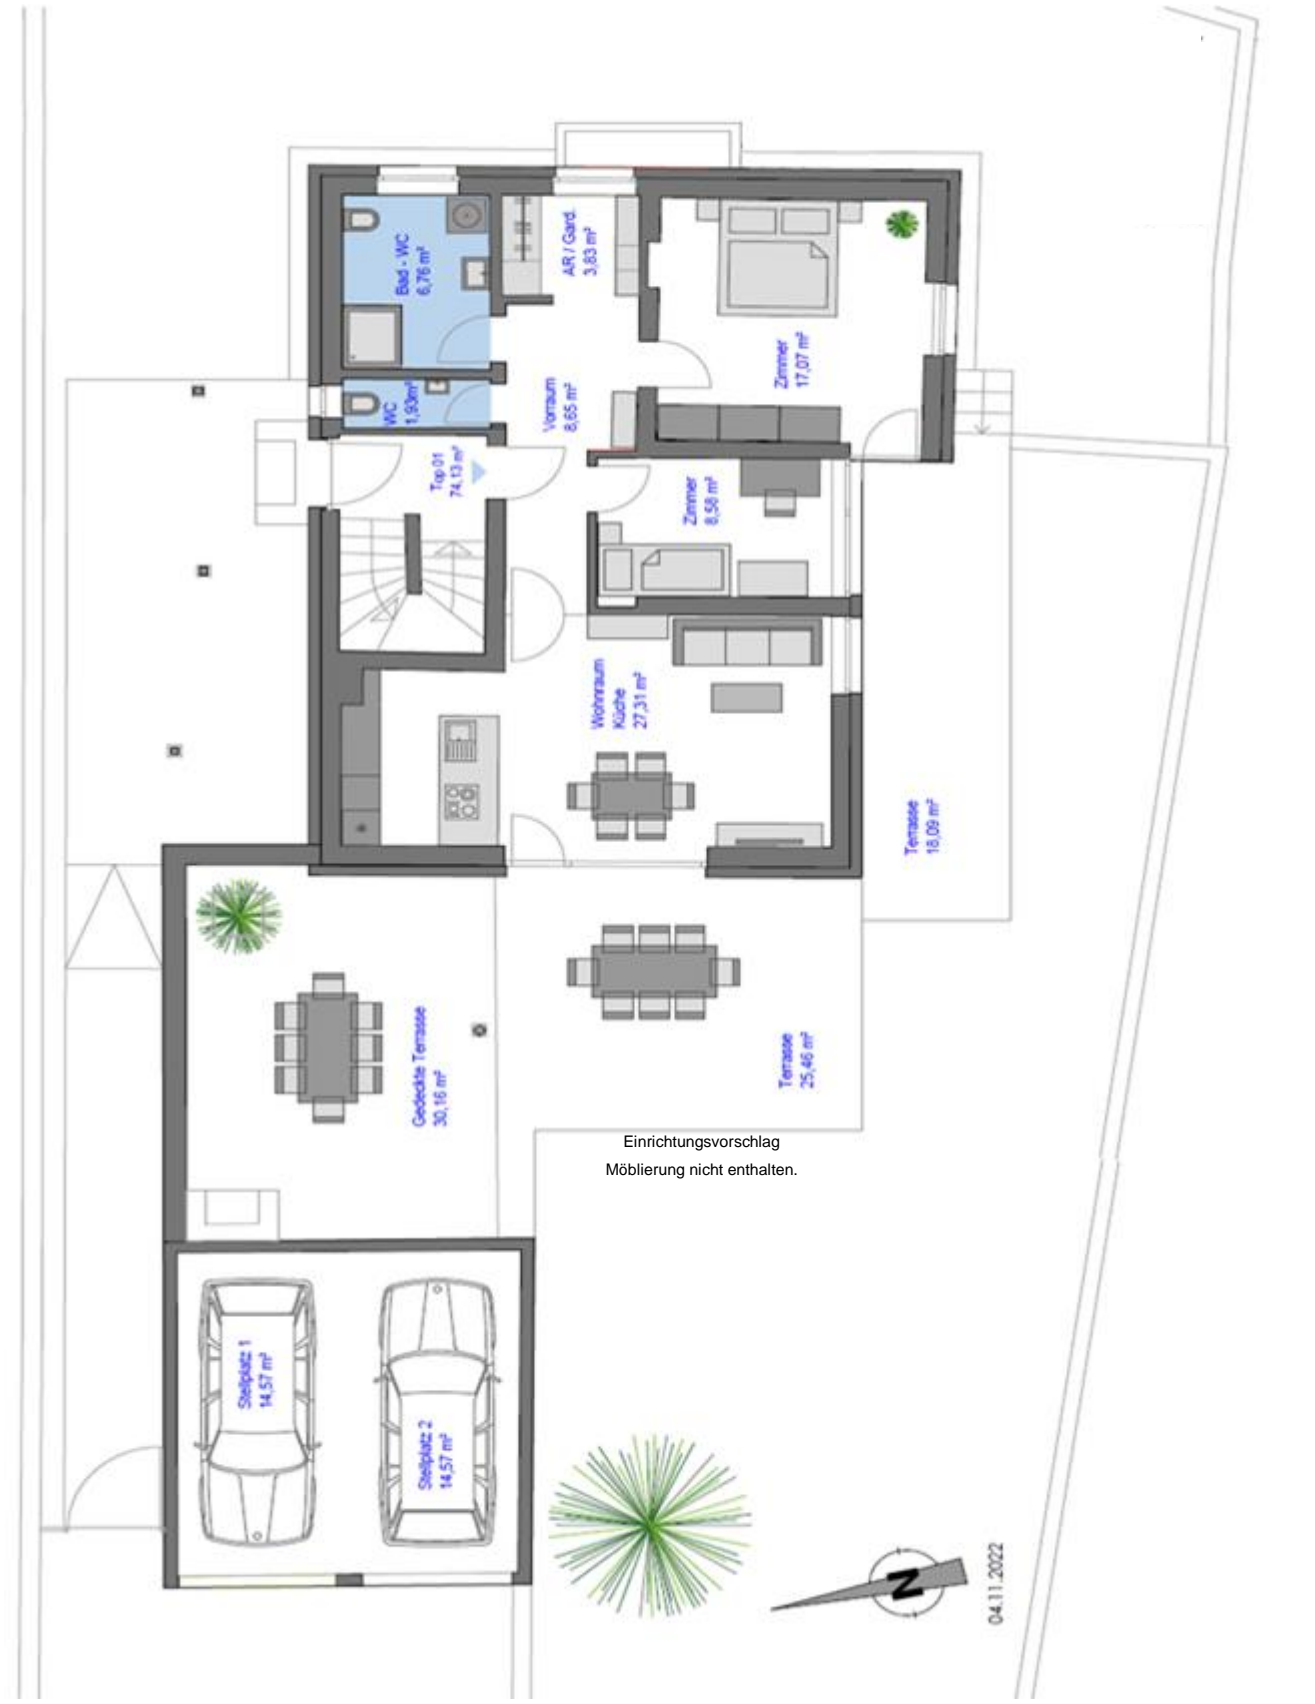 Bad - WC
6,76 m²
AR / Gard.
3,83 m²
Zimmer
17,07 m²
WC
1,93m²
Vorraum
8,65 m²
Top 01
74,13 m²
Zimmer
8,58 m²
Wohnraum
Küche
27,31 m²
Terrasse
18,09 m²
Gedeckte Terrasse
30,16 m²
Terrasse
25,46 m²
Einrichtungsvorschlag
Möblierung nicht enthalten.
Stellplatz 1
14,57 m²
Stellplatz 2
14,57 m²
N
04.11.2022